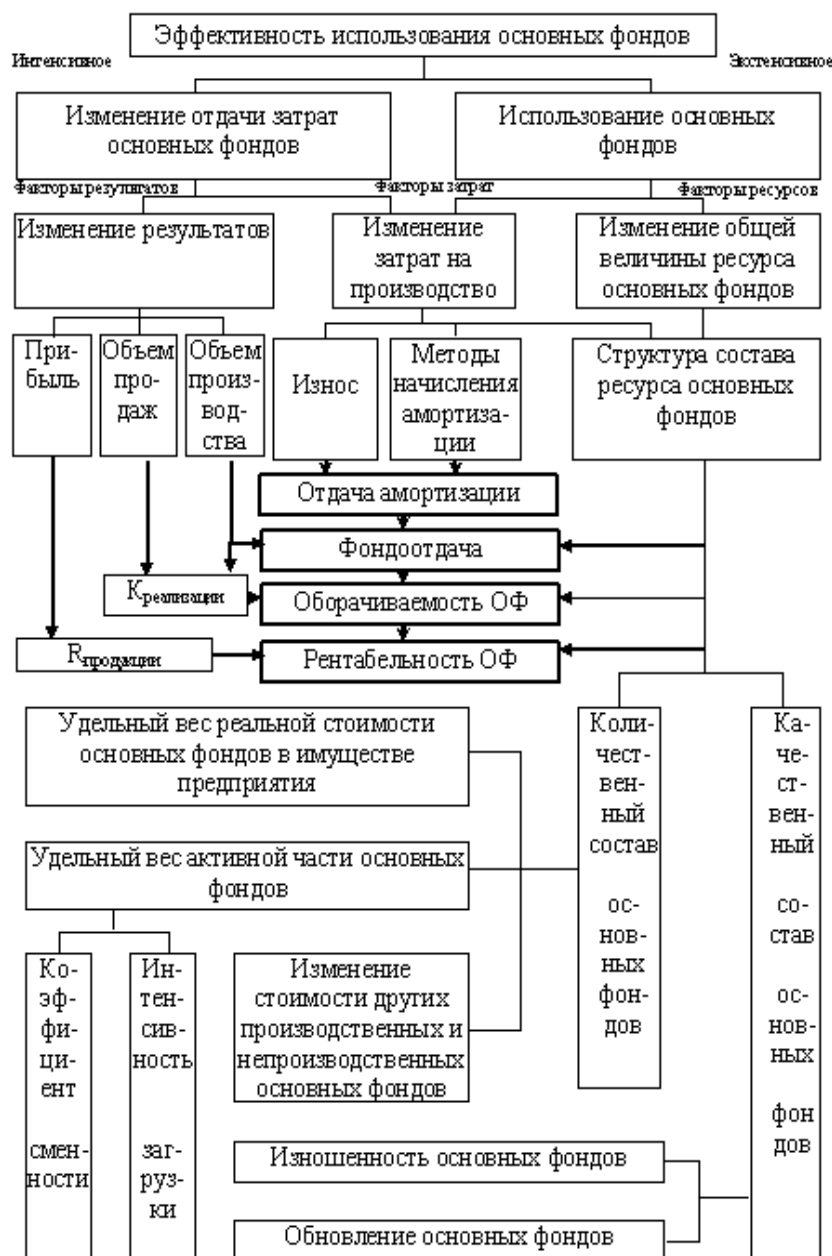 Эффективность использования основных фондов
Интенсивное
Экстенсивное
Изменение отдачи затрат
основных фондов
Использование основных
фондов
Факторы результатов
Факторы затрат
Факторы ресурсов
Изменение результатов
Изменение
затрат на
производство
Изменение общей
величины ресурса
основных фондов
При-
быль
Объем
про-
даж
Объем
произ-
вод-
ства
Износ
Методы
начисления
амортиза-
ции
Структура состава
ресурса основных
фондов
Отдача амортизации
Фондоотдача
Kреализации
Оборачиваемость ОФ
Rпродукции
Рентабельность ОФ
Удельный вес реальной стоимости
основных фондов в имуществе
предприятия
Коли-
чест-
вен-
ный
состав
ос-
нов-
ных
фон-
дов
Ка-
че-
ст-
вен-
ный
со-
став
ос-
нов-
ных
фон
дов
Удельный вес активной части основных
фондов
Ко-
эф-
фи-
ци-
ент
смен-
ности
Ин-
тен-
сив-
ность
заг-
руз-
ки
Изменение
стоимости других
производственных и
непроизводственных
основных фондов
Изношенность основных фондов
Обновление основных фондов